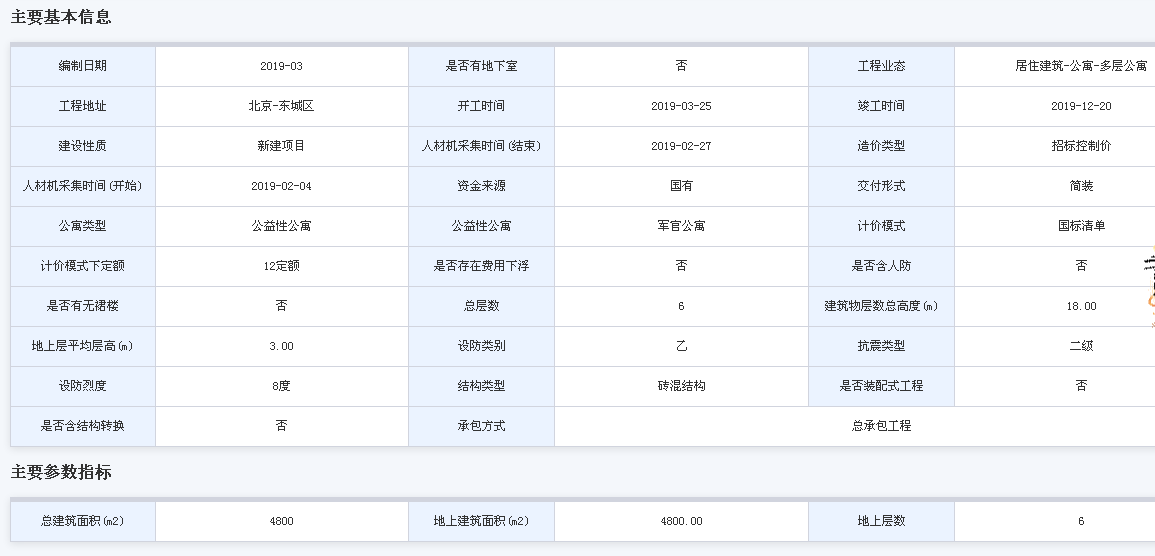 主要基本信息
编制日期 2019-03 是否有地下室 否 工程业态 居住建筑-公寓-多层公寓
工程地址 北京-东城区 开工时间 2019-03-25 竣工时间 2019-12-20
建设性质 新建项目 人材机采集时间(结束) 2019-02-27 造价类型 招标控制价
人材机采集时间(开始) 2019-02-04 资金来源 国有 交付形式 简装
公寓类型 公益性公寓 公益性公寓 军官公寓 计价模式 国标清单
计价模式下定额 12定额 是否存在费用下浮 否 是否含人防 否
是否有无裙楼 否 总层数 6 建筑物层数总高度(m) 18.00
地上层平均层高(m) 3.00 设防类别 乙 抗震类型 二级
设防烈度 8度 结构类型 砖混结构 是否装配式工程 否
是否含结构转换 否 承包方式 总承包工程
主要参数指标
总建筑面积(m2) 4800 地上建筑面积(m2) 4800.00 地上层数 6